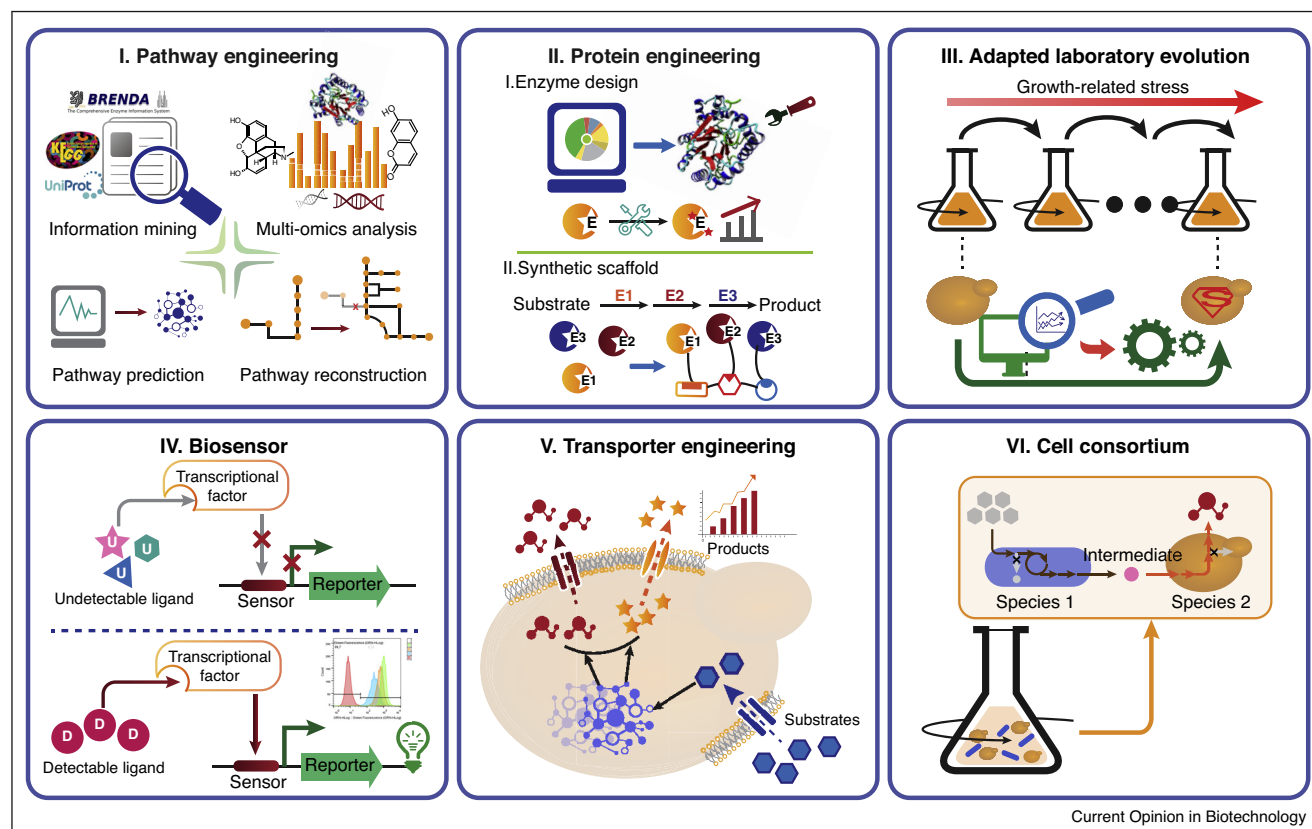 I. Pathway engineering
BRENDA
The Comprehensive Enzyme Information System
KEGG
UniProt
HO
O
H
N
H
HO
HO
O
O
Information mining
Multi-omics analysis
Pathway prediction
Pathway reconstruction
II. Protein engineering
I.Enzyme design
E
E
II.Synthetic scaffold
Substrate
E1
E2
E3
Product
E3
E2
E1
E1
E2
E3
III. Adapted laboratory evolution
Growth-related stress
S
IV. Biosensor
Transcriptional
factor
U
U
U
Undetectable ligand
Sensor
Reporter
Transcriptional
factor
D
D
D
Detectable ligand
Sensor
Reporter
V. Transporter engineering
Products
Substrates
VI. Cell consortium
Intermediate
Species 1
Species 2
Current Opinion in Biotechnology